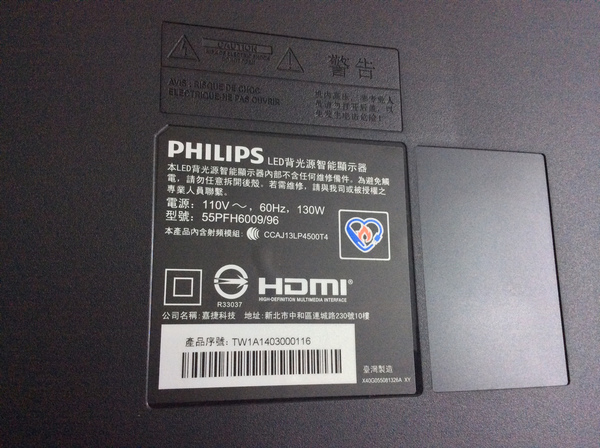 CAUTION
警告
AVIS : RISQUE DE CHOC
ELECTRIQUE NE PAS OUVRIR
PHILIPS LED背光源智能顯示器
本LED背光源智能顯示器內部不含任何維修備件，為避免觸
電，請勿任意拆開後殼，若需維修，請與我司或被授權之
專業人員聯繫。
電源：110V～，60Hz，130W
型號：55PFH6009/96
本產品內含射頻模組： CCAJ13LP4500T4
R33037
HDMI®
HIGH-DEFINITION MULTIMEDIA INTERFACE
公司名稱：嘉捷科技 地址：新北市中和區連城路230號10樓
產品序號：TW1A1403000116
臺灣製造
X40G055081326A XY